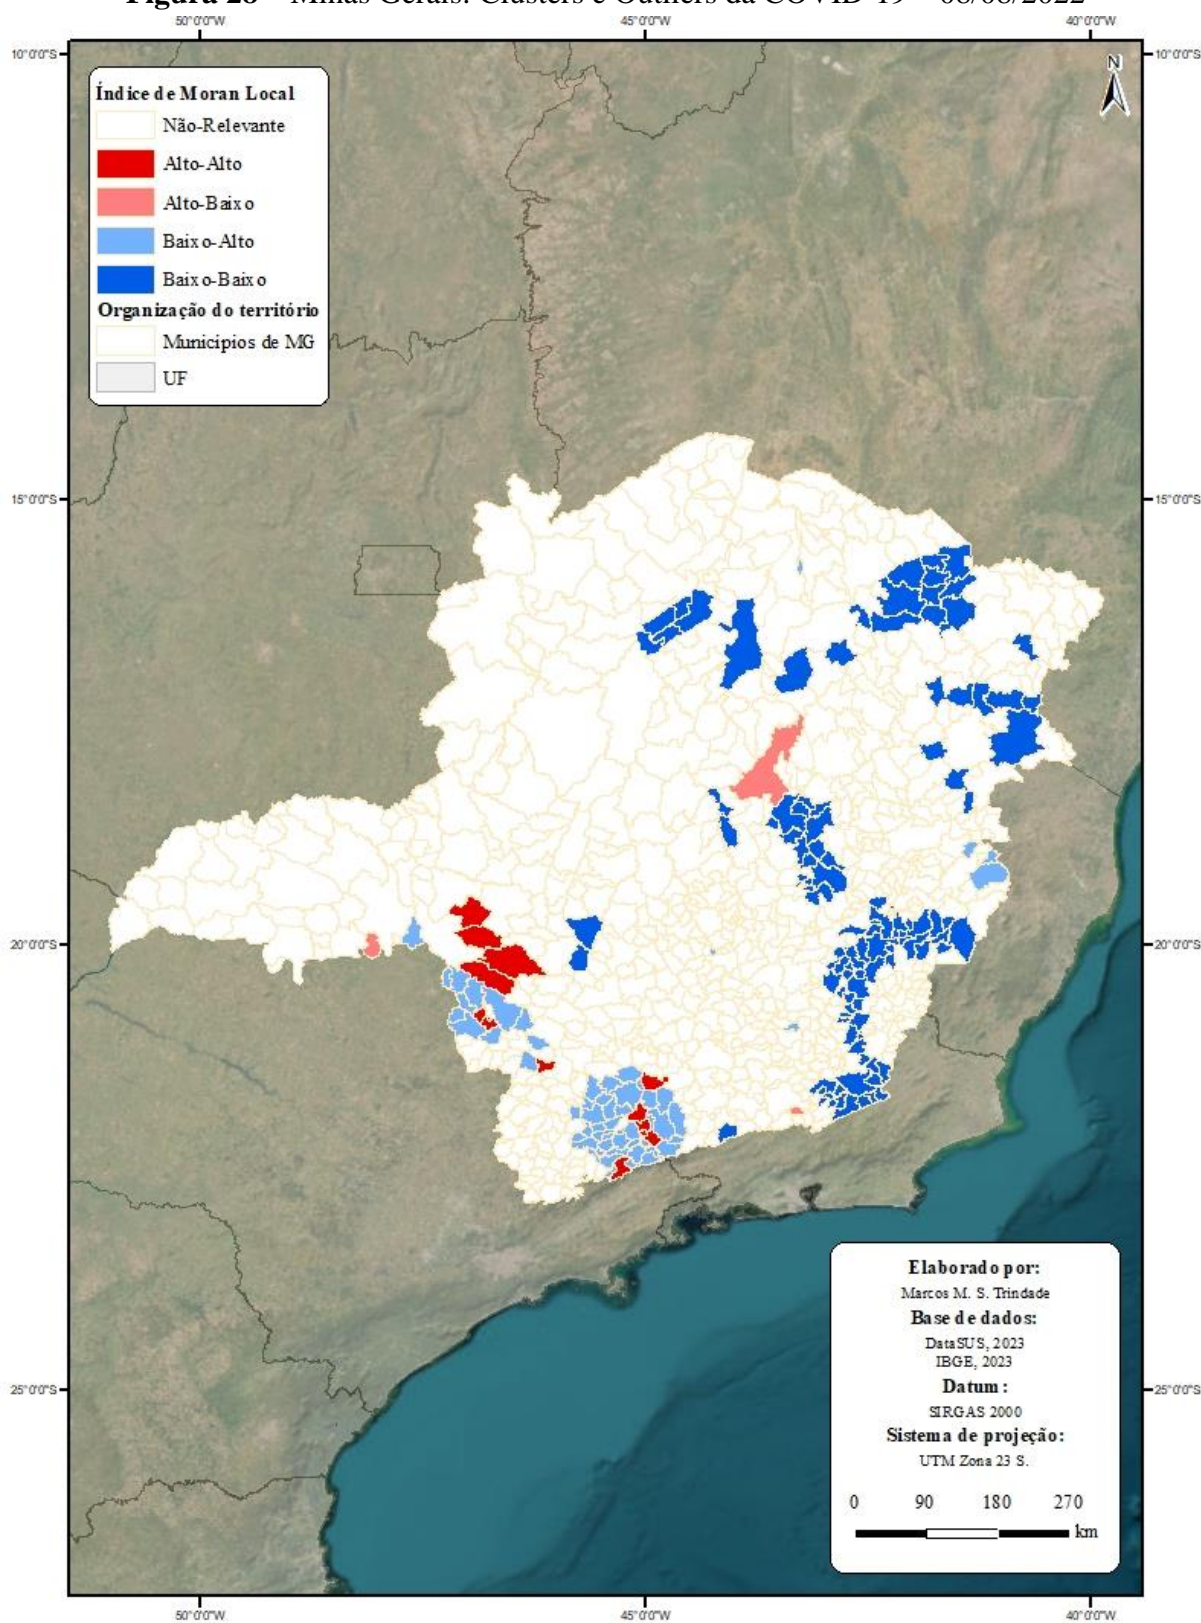 Figura 28 – Minas Gerais: Clusters e Outliers da COVID-19 – 08/08/2022
50°0'0"W 45°0'0"W 40°0'0"W
10°0'0"S 10°0'0"S
N
Índice de Moran Local
Não-Relevante
Alto-Alto
Alto-Baixo
Baixo-Alto
Baixo-Baixo
Organização do território
Municipios de MG
UF
15°0'0"S 15°0'0"S
20°0'0"S 20°0'0"S
25°0'0"S 25°0'0"S
Elaborado por:
Marcos M. S. Trindade
Base de dados:
DataSUS, 2023
IBGE, 2023
Datum :
SIRGAS 2000
Sistema de projeção:
UTM Zona 23 S.
0 90 180 270
km
50°0'0"W 45°0'0"W 40°0'0"W